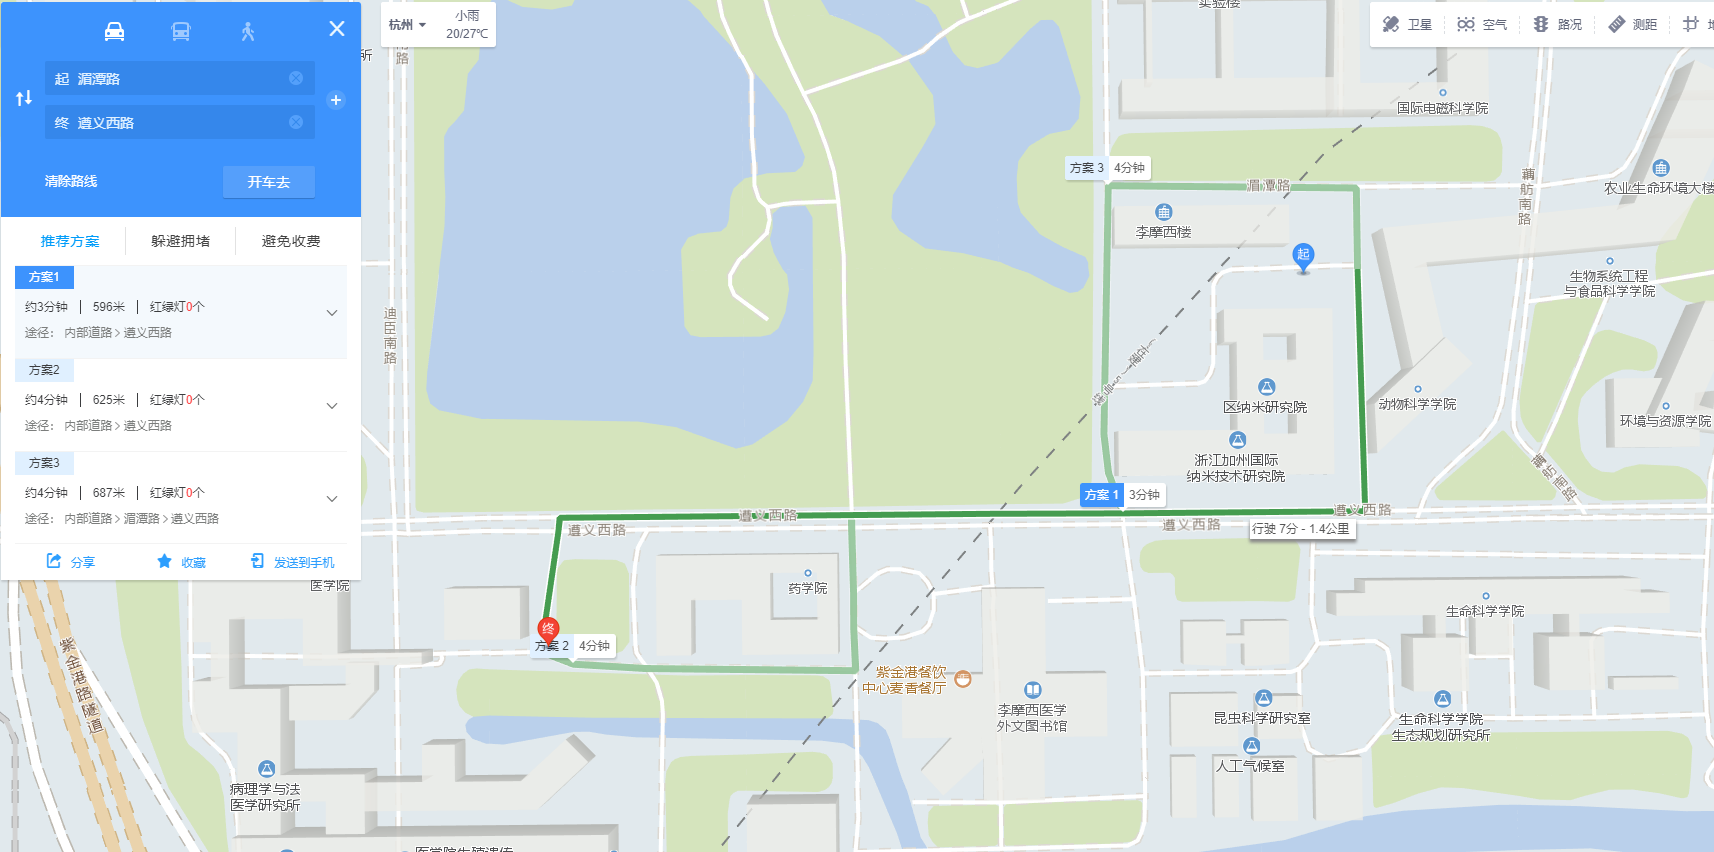 起 湄潭路
终 遵义西路
清除路线
开车去
推荐方案
躲避拥堵
避免收费
方案1
约3分钟 | 596米 | 红绿灯0个
途径： 内部道路 > 遵义西路
方案2
约4分钟 | 625米 | 红绿灯0个
途径： 内部道路 > 遵义西路
方案3
约4分钟 | 687米 | 红绿灯0个
途径： 内部道路 > 湄潭路 > 遵义西路
分享
收藏
发送到手机
杭州
小雨
20/27℃
卫星
空气
路况
测距
所
南路
实验楼
国际电磁科学院
方案 3 4分钟
湄潭路
李摩西楼
起
藕舫南路
农业生命环境大楼
生物系统工程
与食品科学学院
迪臣南路
区纳米研究院
浙江加州国际
纳米技术研究院
动物科学学院
环境与资源学院
藕舫南路
方案 1 3分钟
遵义西路
遵义西路
遵义西路
遵义西路
行驶 7分 - 1.4公里
药学院
医学院
终
方案 2 4分钟
生命科学学院
紫金港路隧道
紫金港餐饮
中心麦香餐厅
李摩西医学
外文图书馆
昆虫科学研究室
人工气候室
生命科学学院
生态规划研究所
病理学与法
医学研究所